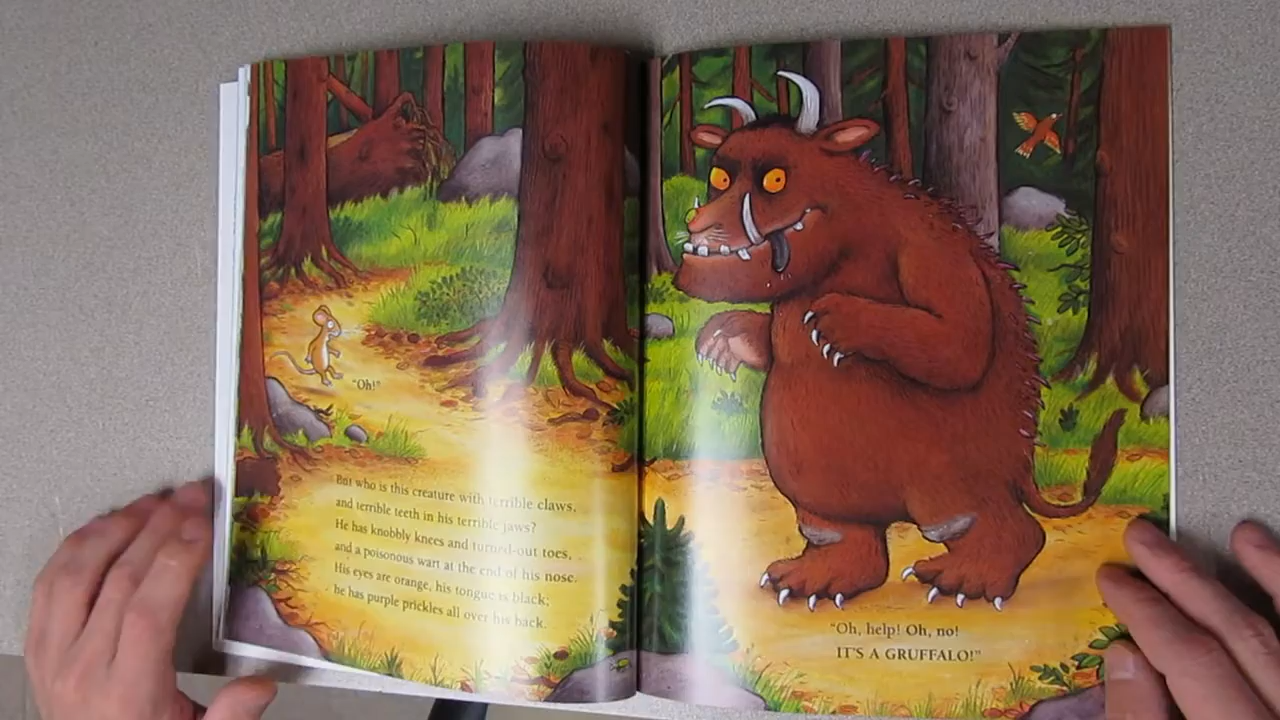 "Oh!"
But who is this creature with terrible claws,
and terrible teeth in his terrible jaws?
He has knobbly knees and turned-out toes,
and a poisonous wart at the end of his nose.
His eyes are orange, his tongue is black;
he has purple prickles all over his back.
"Oh, help! Oh, no!
IT'S A GRUFFALO!"